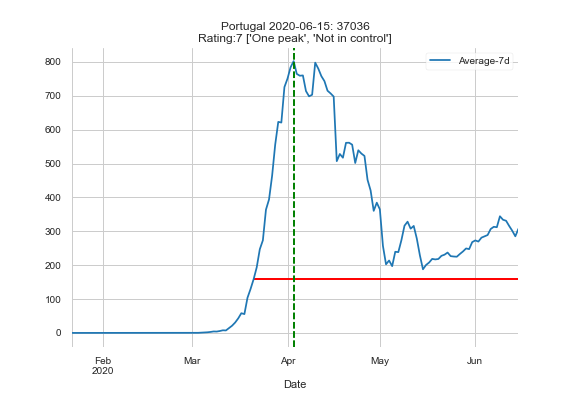 Portugal 2020-06-15: 37036
Rating:7 ['One peak', 'Not in control']
Average-7d
800
700
600
500
400
300
200
100
0
Feb
2020
Mar
Apr
May
Jun
Date